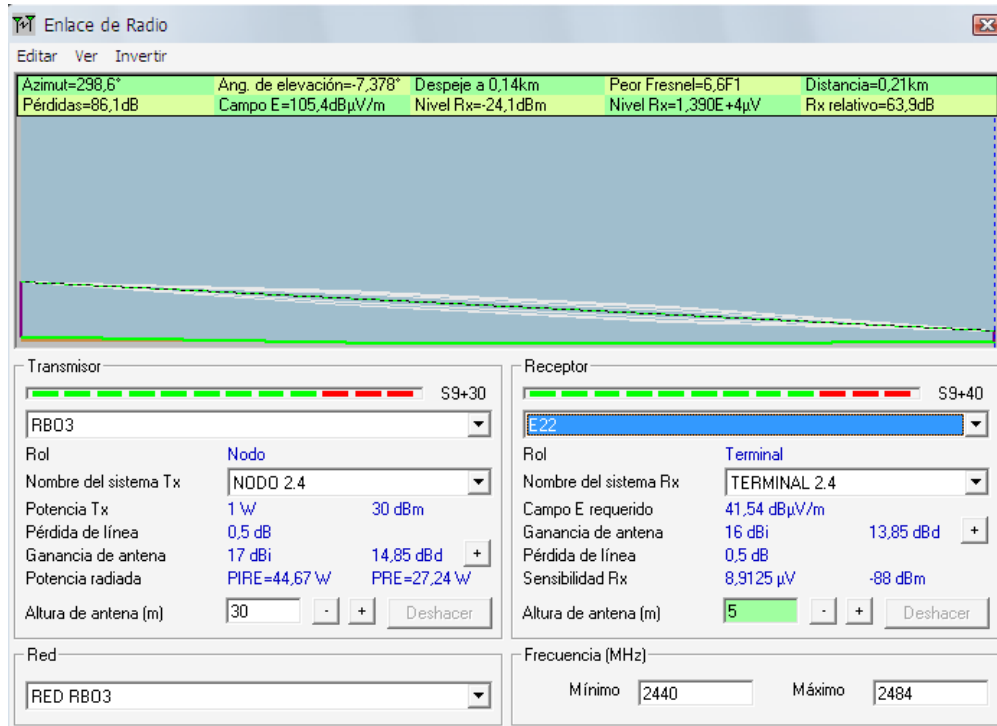 Enlace de Radio
Editar Ver Invertir
Azimut=298,6° Ang. de elevación=-7,378° Despeje a 0,14km Peor Fresnel=6,6F1 Distancia=0,21km
Pérdidas=86,1dB Campo E=105,4dBµV/m Nivel Rx=-24,1dBm Nivel Rx=1,390E+4µV Rx relativo=63,9dB
Transmisor
S9+30
RB03
Rol Nodo
Nombre del sistema Tx NODO 2.4
Potencia Tx 1 W 30 dBm
Pérdida de línea 0,5 dB
Ganancia de antena 17 dBi 14,85 dBd +
Potencia radiada PIRE=44,67 W PRE=27,24 W
Altura de antena (m) 30 - + Deshacer
Red
RED RB03
Receptor
S9+40
E22
Rol Terminal
Nombre del sistema Rx TERMINAL 2.4
Campo E requerido 41,54 dBµV/m
Ganancia de antena 16 dBi 13,85 dBd +
Pérdida de línea 0,5 dB
Sensibilidad Rx 8,9125 µV -88 dBm
Altura de antena (m) 5 - + Deshacer
Frecuencia (MHz)
Mínimo 2440 Máximo 2484